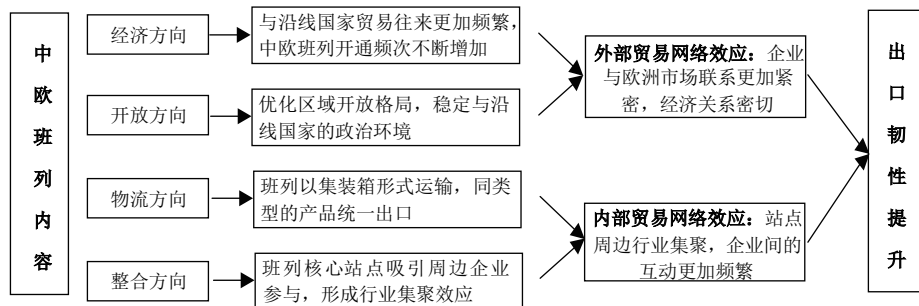 中欧班列内容
经济方向
与沿线国家贸易往来更加频繁，
中欧班列开通频次不断增加
开放方向
优化区域开放格局，稳定与沿
线国家的政治环境
物流方向
班列以集装箱形式运输，同类
型的产品统一出口
整合方向
班列核心站点吸引周边企业
参与，形成行业集聚效应
外部贸易网络效应：企业
与欧洲市场联系更加紧
密，经济关系密切
内部贸易网络效应：站点
周边行业集聚，企业间的
互动更加频繁
出口韧性提升